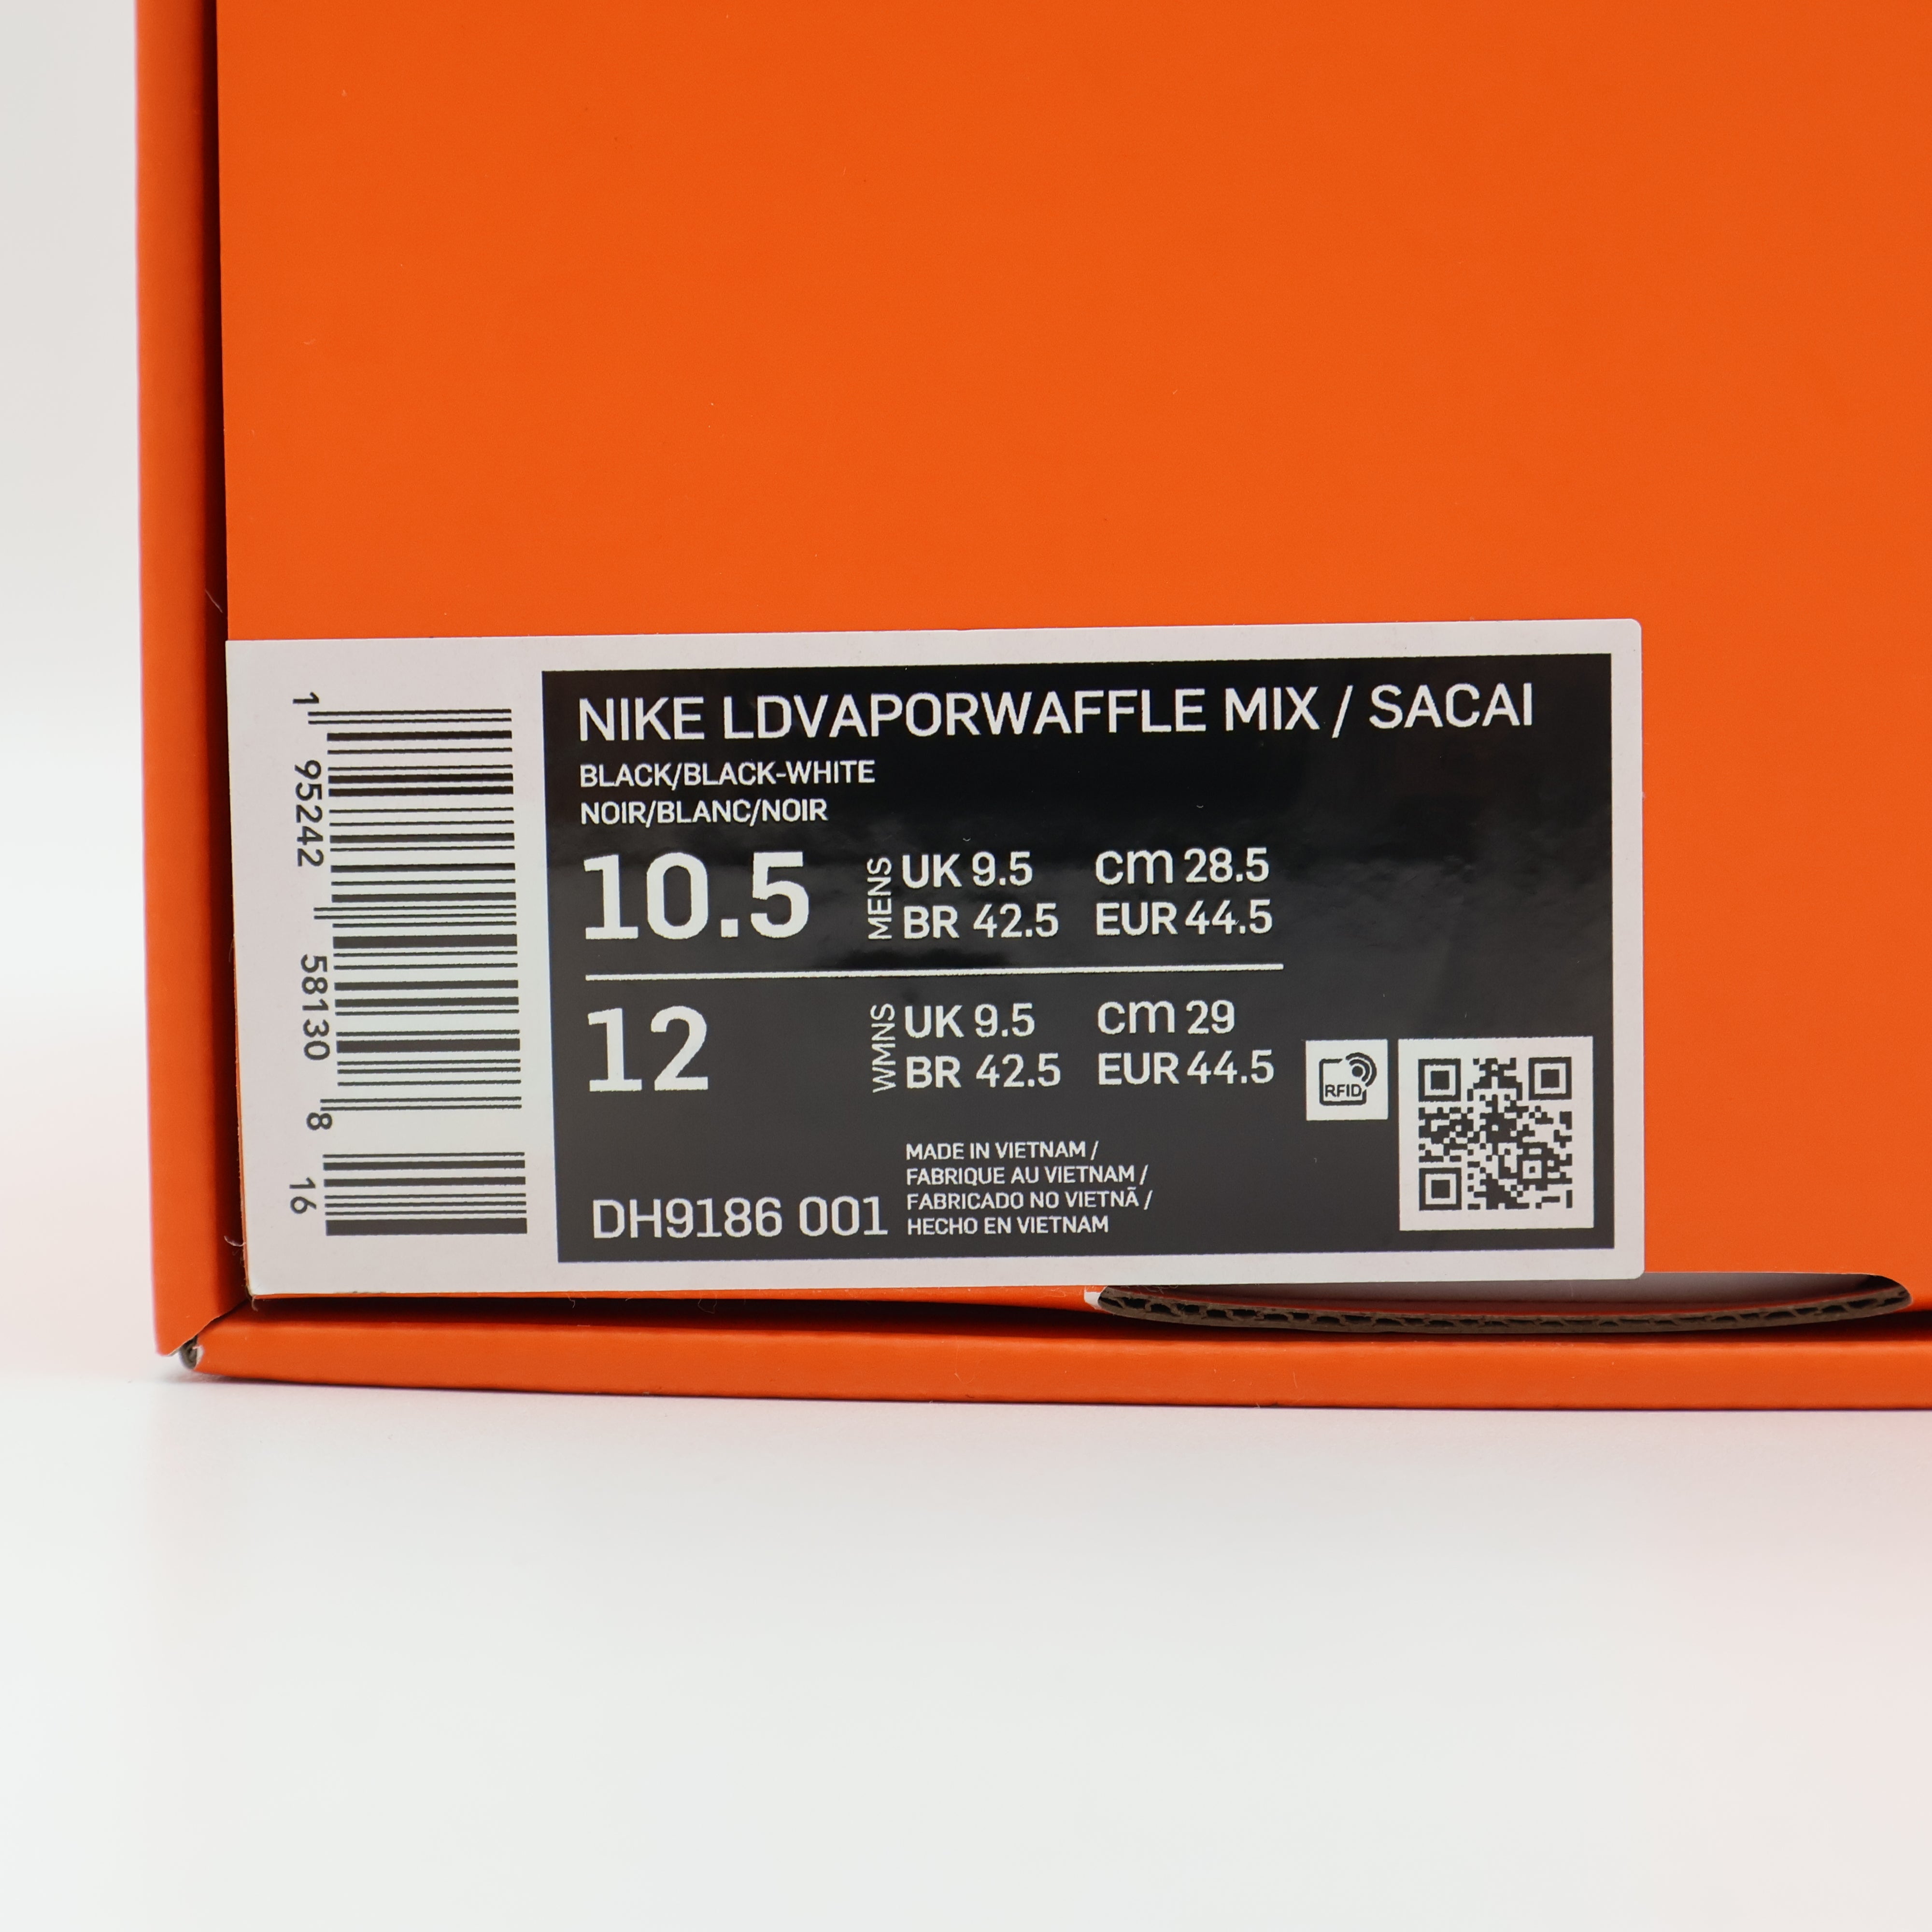 NIKE LDVAPORWAFFLE MIX / SACAI
BLACK/BLACK-WHITE
NOIR/BLANC/NOIR
10.5 MENS UK 9.5 cm 28.5
BR 42.5 EUR 44.5
12 WMNS UK 9.5 cm 29
BR 42.5 EUR 44.5
RFID
MADE IN VIETNAM /
FABRIQUE AU VIETNAM /
FABRICADO NO VIETNÃ /
HECHO EN VIETNAM
DH9186 001
1 95242 58130 8 16